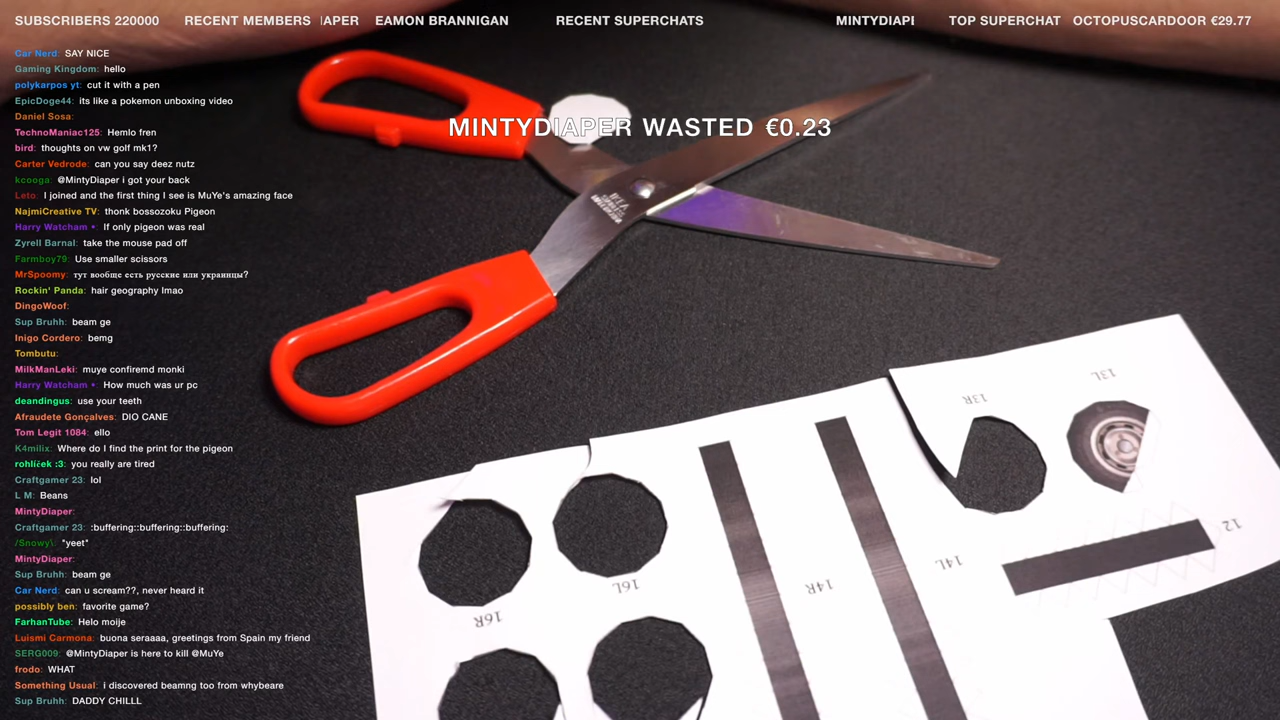 SUBSCRIBERS 220000 RECENT MEMBERS IAPER EAMON BRANNIGAN RECENT SUPERCHATS MINTYDIAPI TOP SUPERCHAT OCTOPUSCARDOOR €29.77
MINTYDIAPER WASTED €0.23
Car Nerd: SAY NICE
Gaming Kingdom: hello
polykarpos yt: cut it with a pen
EpicDoge44: its like a pokemon unboxing video
Daniel Sosa:
TechnoManiac125: Hemlo fren
bird: thoughts on vw golf mk1?
Carter Vedrode: can you say deez nutz
kcooga: @MintyDiaper i got your back
Leto: I joined and the first thing I see is MuYe's amazing face
NajmiCreative TV: thonk bossozoku Pigeon
Harry Watcham •: If only pigeon was real
Zyrell Barnal: take the mouse pad off
Farmboy79: Use smaller scissors
MrSpoomy: тут вообще есть русские или украинцы?
Rockin' Panda: hair geography lmao
DingoWoof:
Sup Bruhh: beam ge
Inigo Cordero: bemg
Tombutu:
MilkManLeki: muye confiremd monki
Harry Watcham •: How much was ur pc
deandingus: use your teeth
Afraudete Gonçalves: DIO CANE
Tom Legit 1084: ello
K4milix: Where do I find the print for the pigeon
rohlíček :3: you really are tired
Craftgamer 23: lol
L M: Beans
MintyDiaper:
Craftgamer 23: :buffering::buffering::buffering:
/Snowy\: *yeet*
MintyDiaper:
Sup Bruhh: beam ge
Car Nerd: can u scream??, never heard it
possibly ben: favorite game?
FarhanTube: Helo moije
Luismi Carmona: buona seraaaa, greetings from Spain my friend
SERG009: @MintyDiaper is here to kill @MuYe
frodo: WHAT
Something Usual: i discovered beamng too from whybeare
Sup Bruhh: DADDY CHILLL
13L
13R
12
14L
14R
16L
16R